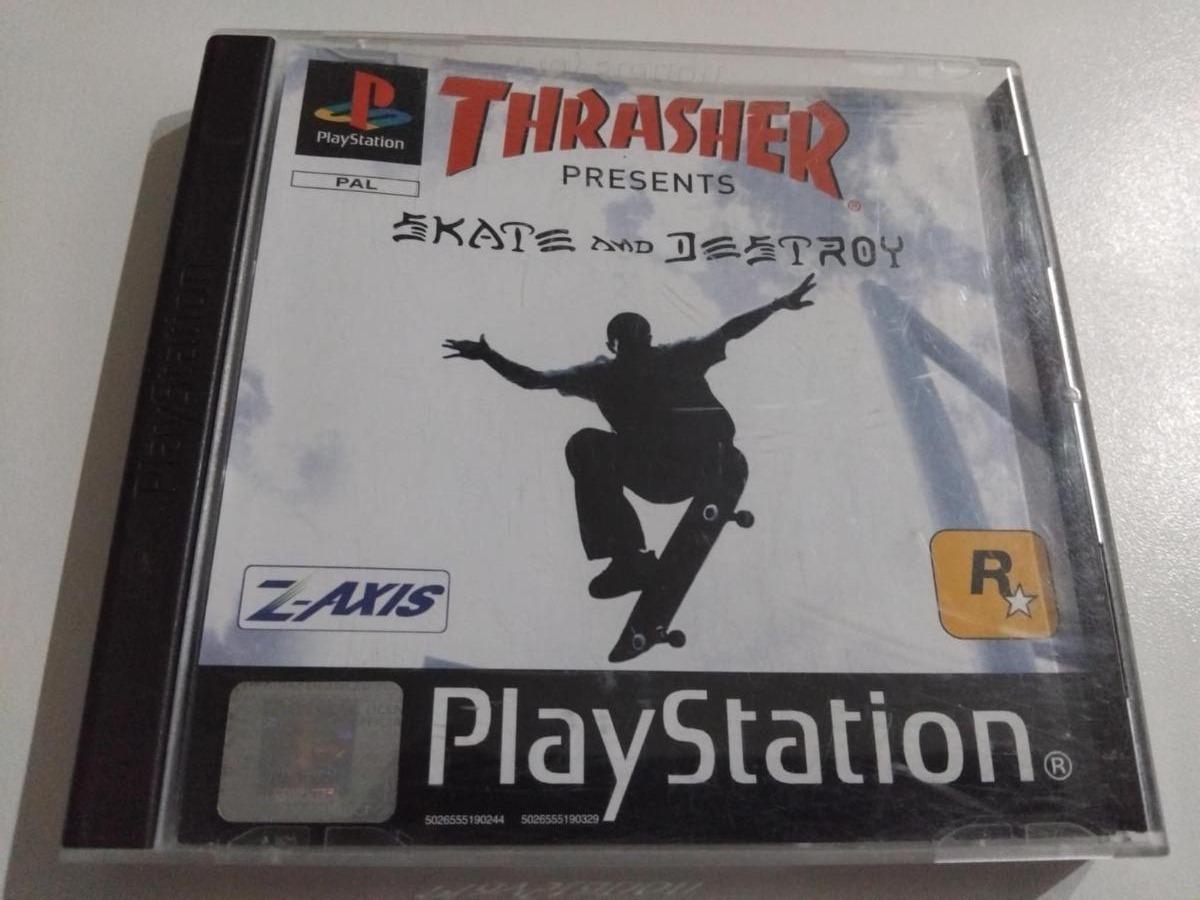 PlayStation
PAL
THRASHER
PRESENTS
SKATE AND DESTROY
Z-AXIS
R
PlayStation®
5026555190244 5026555190329
PlayStation